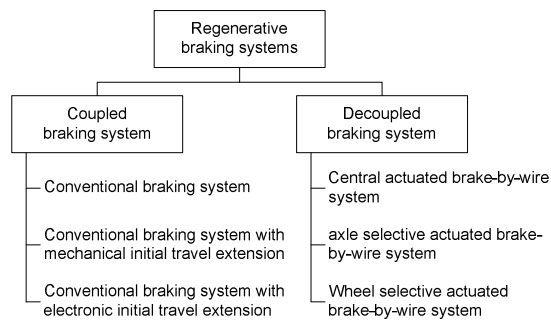 Regenerative
braking systems
Coupled
braking system
Decoupled
braking system
Conventional braking system
Conventional braking system with
mechanical initial travel extension
Conventional braking system with
electronic initial travel extension
Central actuated brake-by-wire
system
axle selective actuated brake-
by-wire system
Wheel selective actuated
brake-by-wire system